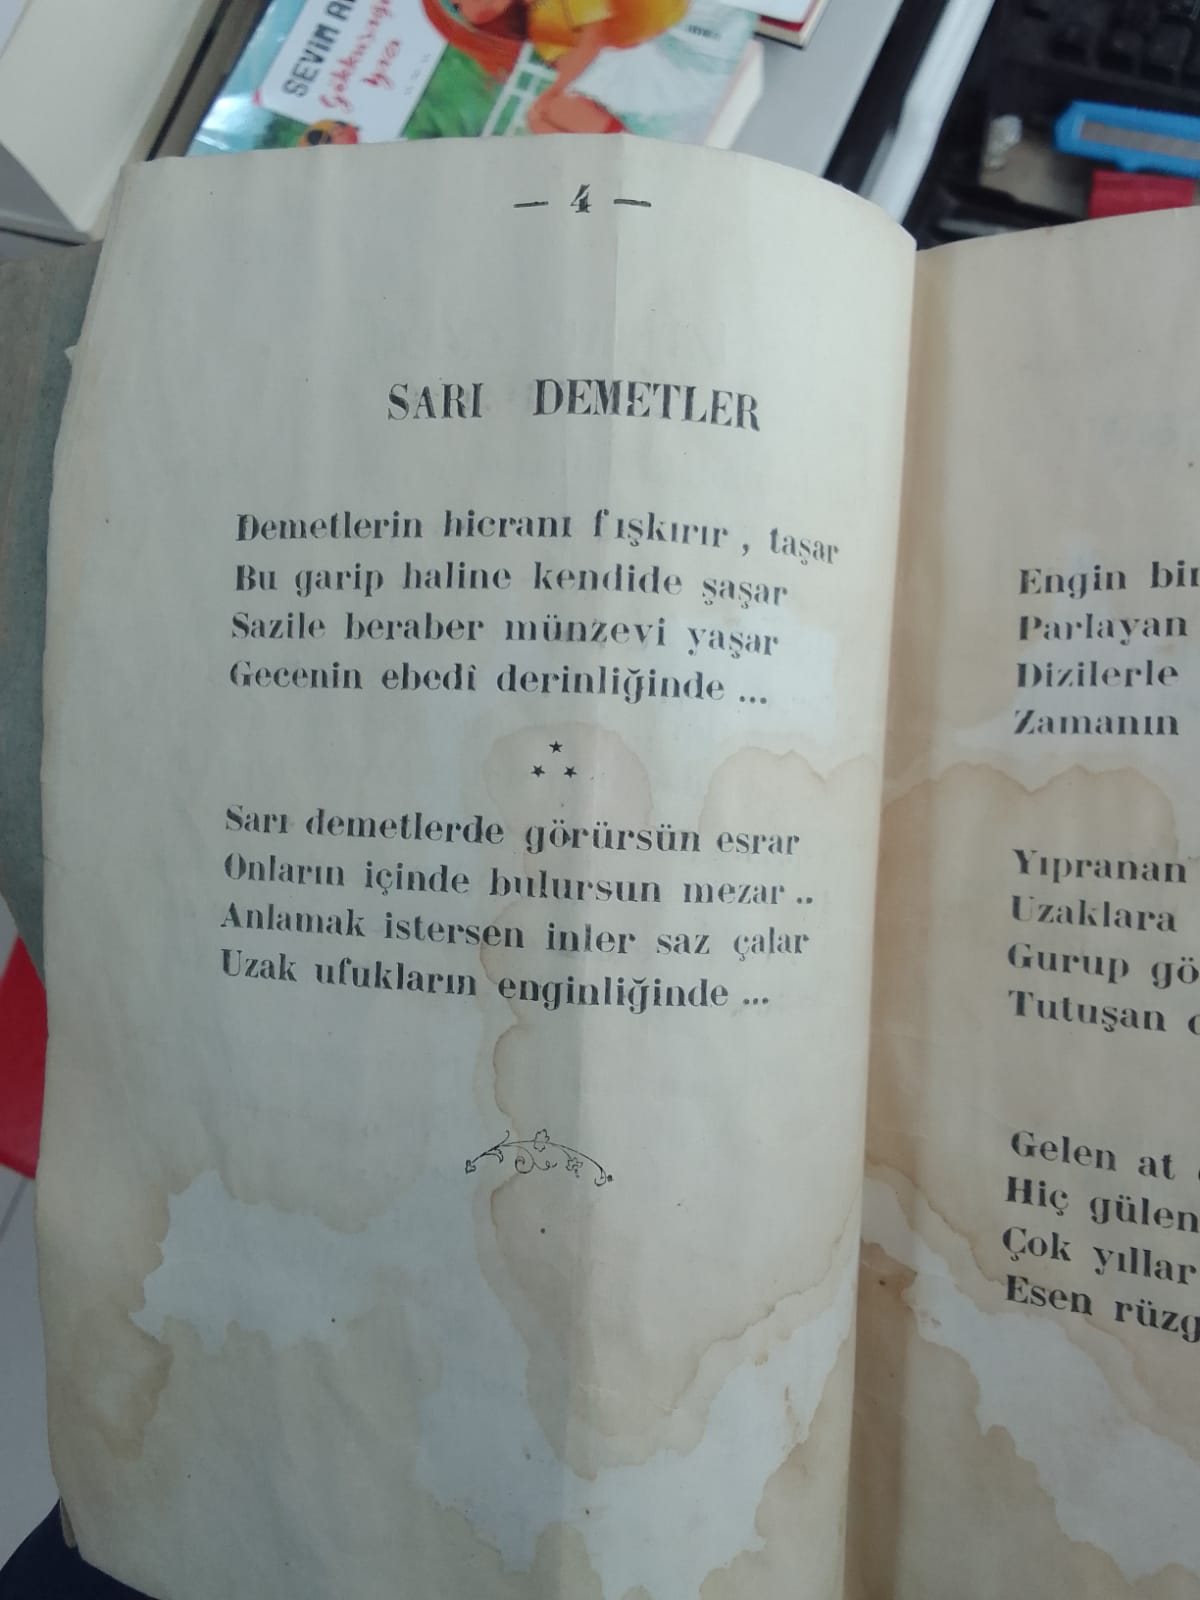 SEVİM
Gökkuşağı
— 4 —
SARI DEMETLER
Demetlerin hicranı fışkırır , taşar
Bu garip haline kendide şaşar
Sazile beraber münzevi yaşar
Gecenin ebedî derinliğinde ...
Sarı demetlerde görürsün esrar
Onların içinde bulursun mezar ..
Anlamak istersen inler saz çalar
Uzak ufukların enginliğinde ...
Engin
Parlayan
Dizilerle
Zamanın
Yıpranan
Uzaklara
Gurup
Tutuşan
Gelen at
Hiç gülen
Çok yıllar
Esen